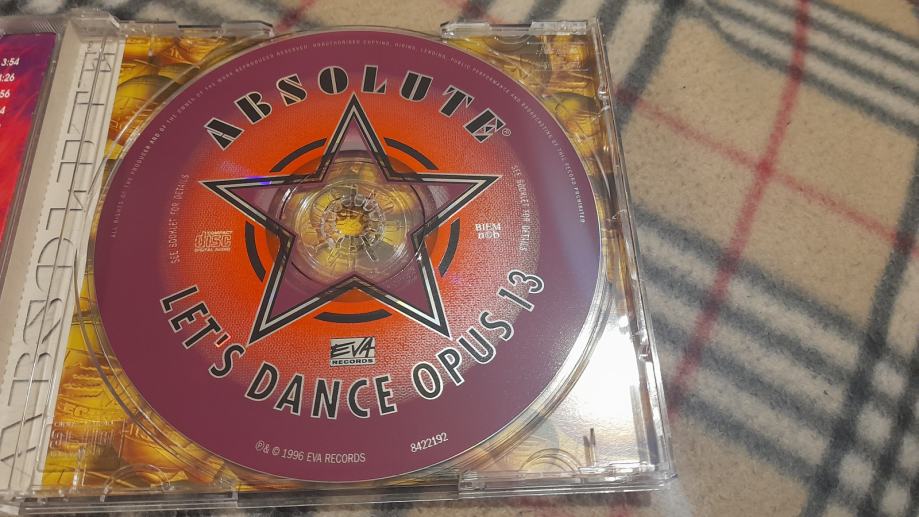 3:54
4:26
ABSOLUTE
ABSOLUTE®
ALL RIGHTS OF THE PRODUCER AND OF THE OWNER OF THE WORK REPRODUCED RESERVED. UNAUTHORISED COPYING, HIRING, LENDING, PUBLIC PERFORMANCE AND BROADCASTING OF THIS RECORD PROHIBITED
SEE BOOKLET FOR DETAILS
COMPACT
disc
DIGITAL AUDIO
BIEM
n©b
SEE BOOKLET FOR DETAILS
LET'S DANCE OPUS 13
EVA
RECORDS
℗& © 1996 EVA RECORDS
8422192